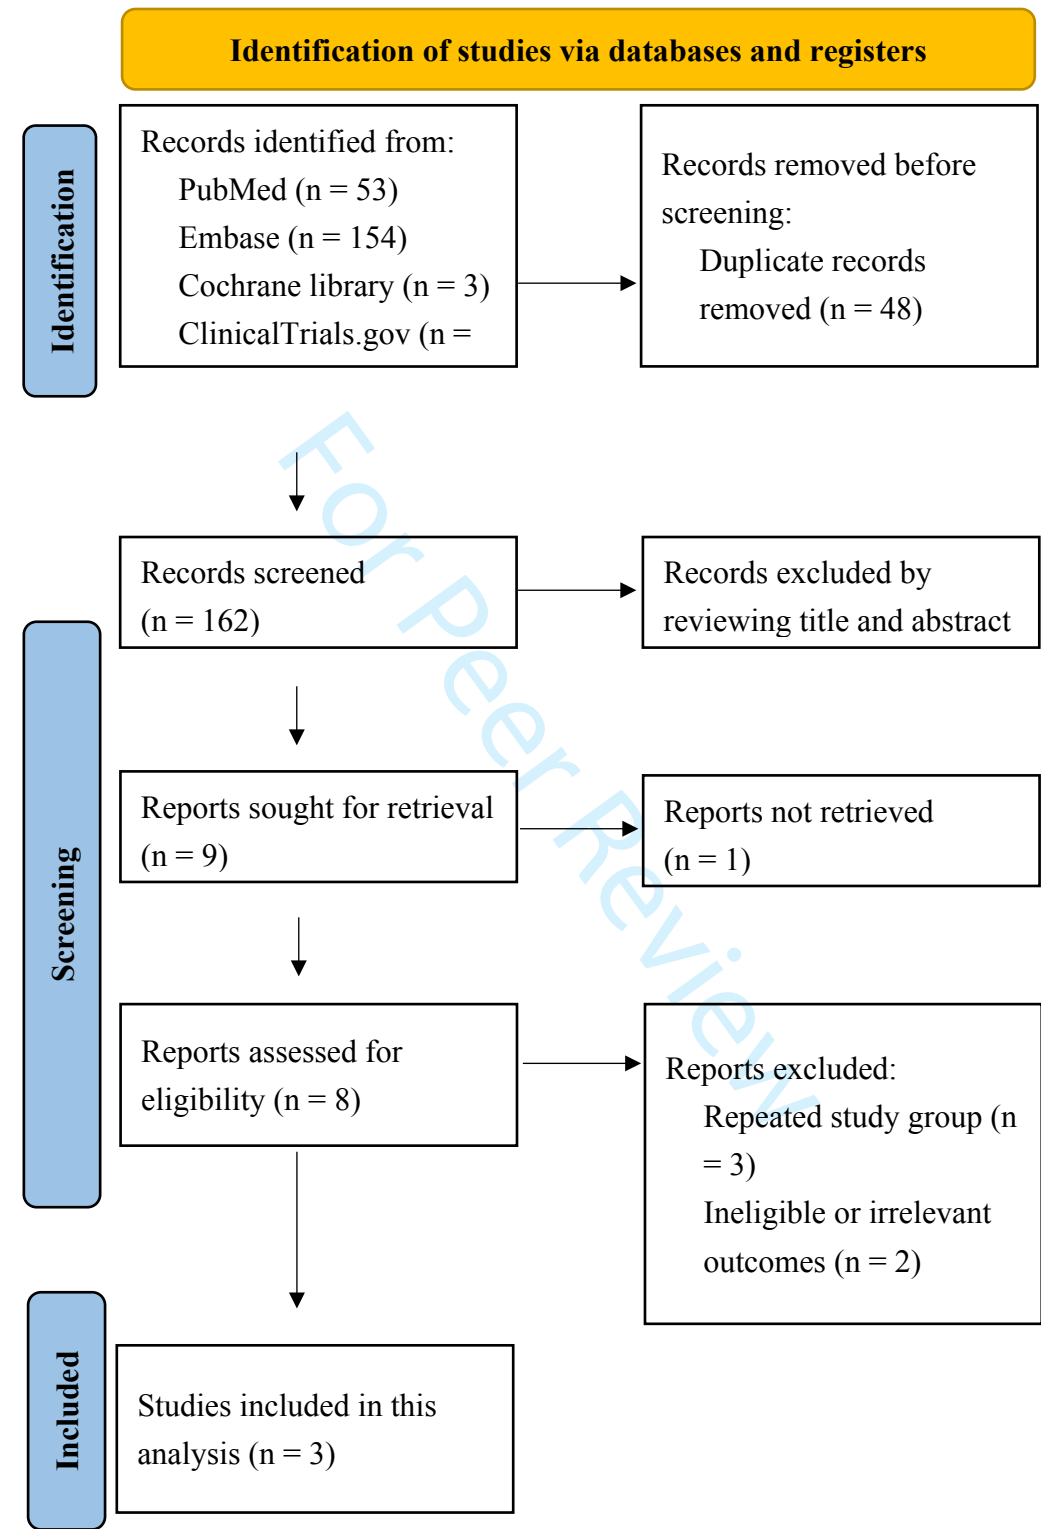 Identification of studies via databases and registers
Identification
Records identified from:
PubMed (n = 53)
Embase (n = 154)
Cochrane library (n = 3)
ClinicalTrials.gov (n =
Records removed before
screening:
Duplicate records
removed (n = 48)
Screening
Records screened
(n = 162)
Records excluded by
reviewing title and abstract
Reports sought for retrieval
(n = 9)
Reports not retrieved
(n = 1)
Reports assessed for
eligibility (n = 8)
Reports excluded:
Repeated study group (n
= 3)
Ineligible or irrelevant
outcomes (n = 2)
Included
Studies included in this
analysis (n = 3)
For Peer Review